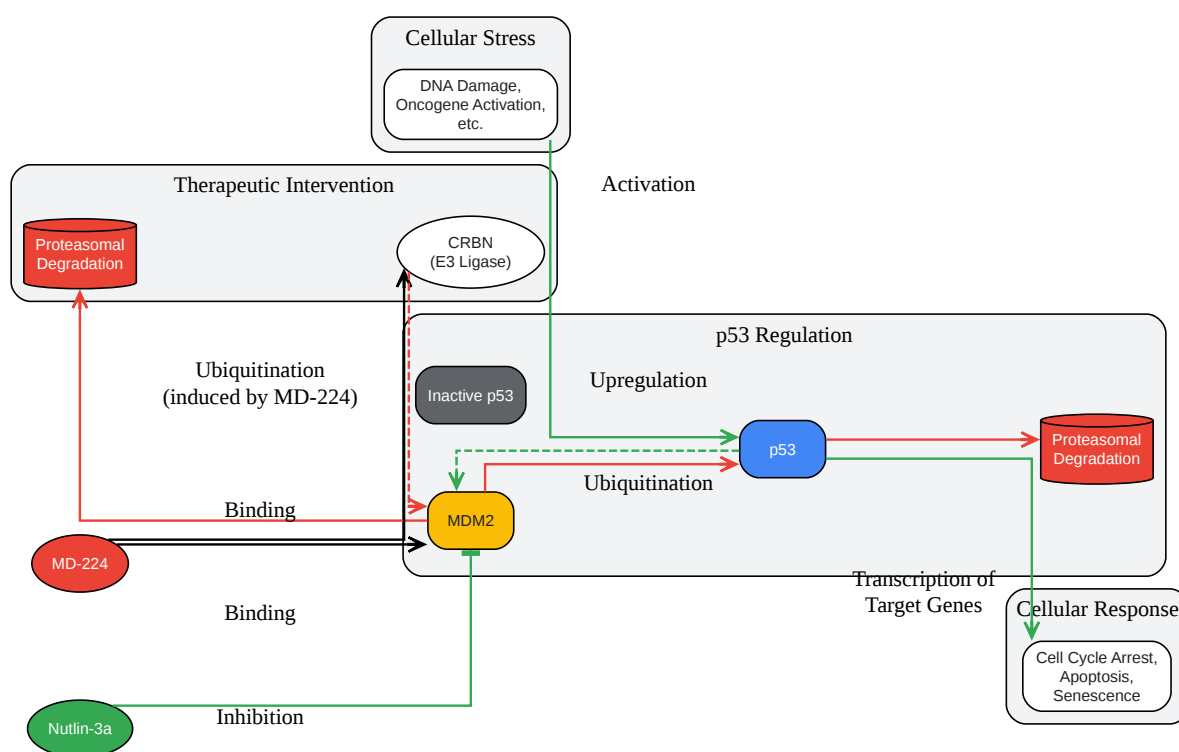 Cellular Stress
DNA Damage,
Oncogene Activation,
etc.
Therapeutic Intervention
Activation
Proteasomal
Degradation
CRBN
(E3 Ligase)
p53 Regulation
Ubiquitination
(induced by MD-224)
Inactive p53
Upregulation
p53
Proteasomal
Degradation
Ubiquitination
Binding
MDM2
MD-224
Binding
Transcription of
Target Genes
Cellular Response
Cell Cycle Arrest,
Apoptosis,
Senescence
Nutlin-3a
Inhibition